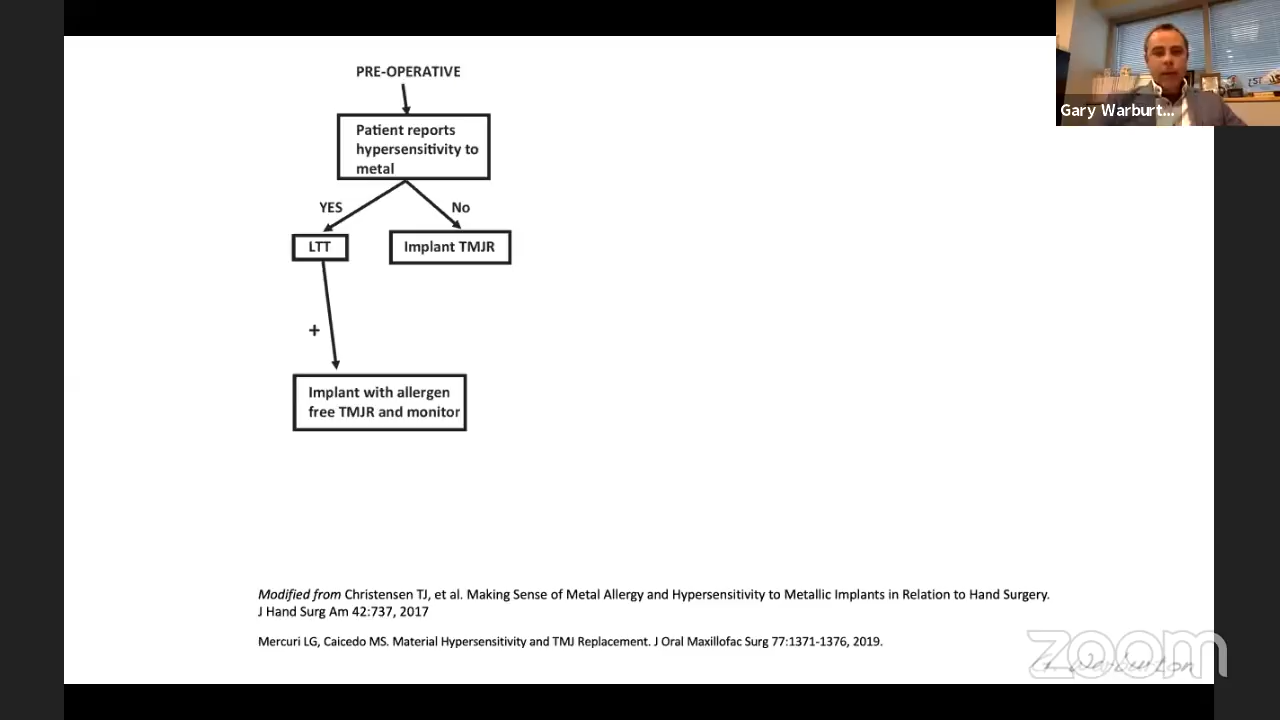 PRE-OPERATIVE
Gary Warburt...
Patient reports
hypersensitivity to
metal
YES
No
LTT
Implant TMJR
+
Implant with allergen
free TMJR and monitor
Modified from Christensen TJ, et al. Making Sense of Metal Allergy and Hypersensitivity to Metallic Implants in Relation to Hand Surgery.
J Hand Surg Am 42:737, 2017
Mercuri LG, Caicedo MS. Material Hypersensitivity and TMJ Replacement. J Oral Maxillofac Surg 77:1371-1376, 2019.
zoom
G. Warburton